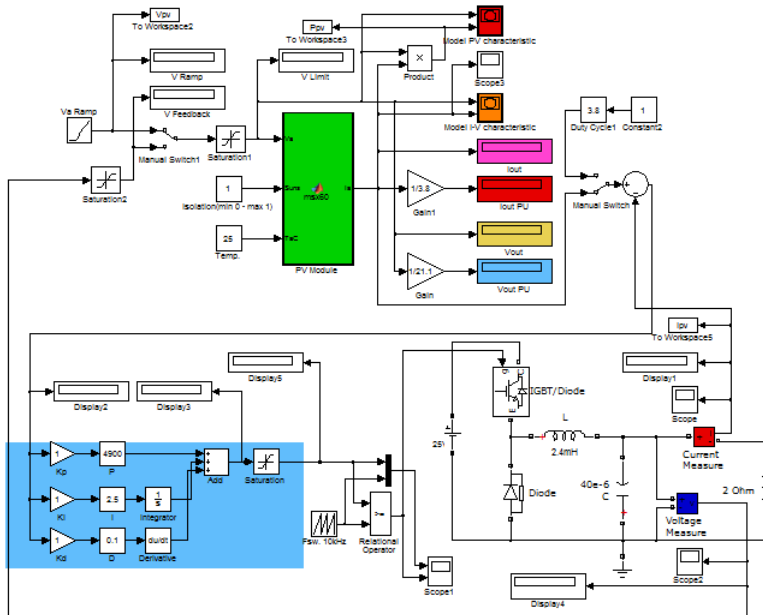 Vpv
To Workspace2
V Ramp
V Feedback
Va Ramp
Manual Switch1
Saturation1
Saturation2
Ppv
To Workspace3
V Limit
Product
Model PV characteristic
Scope3
Model I-V characteristic
3.8
Duty Cycle1
1
Constant2
Iout
1/3.8
Gain1
Iout PU
Vout
1/21.1
Gain
Vout PU
Manual Switch
Va
Suns
TaC
msx60
Ia
PV Module
1
Isolation(min 0 - max 1)
25
Temp.
Ipv
To Workspace5
Display1
Scope
Display5
Display2
Display3
1
Kp
4900
P
Add
Saturation
1
Ki
2.5
I
1
s
Integrator
1
Kd
0.1
D
du/dt
Derivative
Fsw. 10kHz
Relational
Operator
Scope1
25
g
C
E
IGBT/Diode
Diode
L
2.4mH
40e-6
C
Current
Measure
2 Ohm
Voltage
Measure
Scope2
Display4